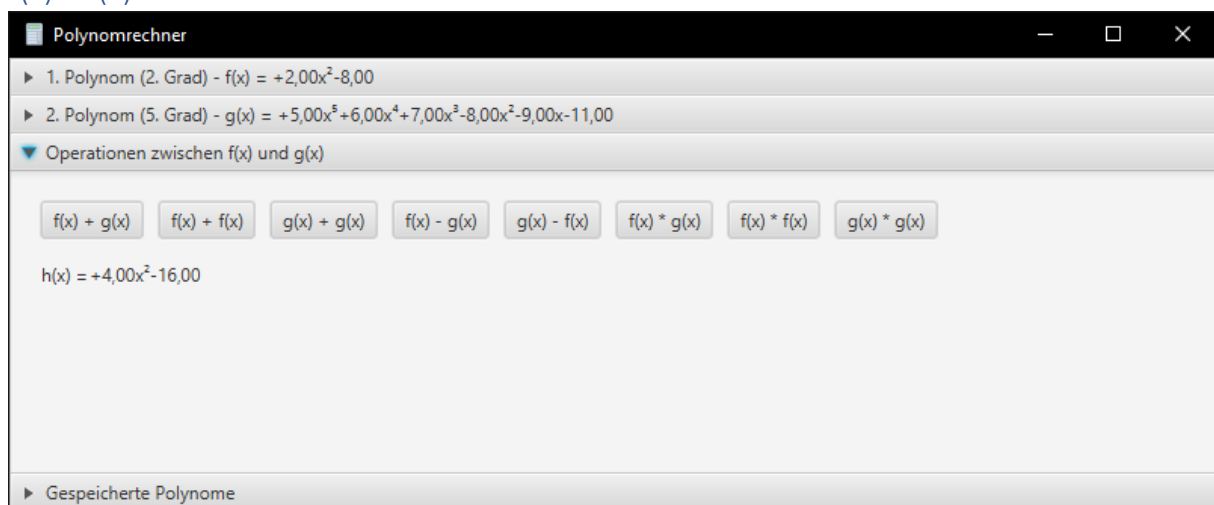 Polynomrechner
1. Polynom (2. Grad) - f(x) = +2,00x²-8,00
2. Polynom (5. Grad) - g(x) = +5,00x⁵+6,00x⁴+7,00x³-8,00x²-9,00x-11,00
Operationen zwischen f(x) und g(x)
f(x) + g(x) f(x) + f(x) g(x) + g(x) f(x) - g(x) g(x) - f(x) f(x) * g(x) f(x) * f(x) g(x) * g(x)
h(x) = +4,00x²-16,00
Gespeicherte Polynome